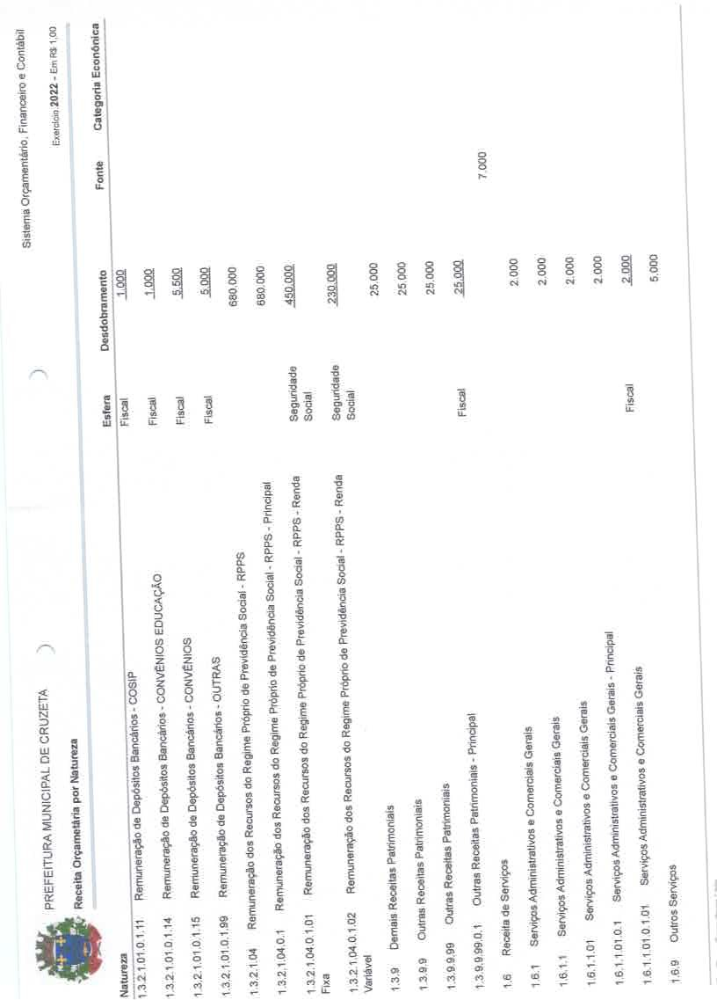 Sistema Orçamentário, Financeiro e Contábil
PREFEITURA MUNICIPAL DE CRUZETA
Exercício:2022 - Em R$ 1,00
Receita Orçametária por Natureza
Natureza Esfera Desdobramento Fonte Categoria Econônica
1.3.2.1.01.0.1.11 Remuneração de Depósitos Bancários - COSIP Fiscal 1.000
1.3.2.1.01.0.1.14 Remuneração de Depósitos Bancários - CONVÊNIOS EDUCAÇÃO Fiscal 1.000
1.3.2.1.01.0.1.15 Remuneração de Depósitos Bancários - CONVÊNIOS Fiscal 5.500
1.3.2.1.01.0.1.99 Remuneração de Depósitos Bancários - OUTRAS Fiscal 5.000
1.3.2.1.04 Remuneração dos Recursos do Regime Próprio de Previdência Social - RPPS 680.000
1.3.2.1.04.0.1 Remuneração dos Recursos do Regime Próprio de Previdência Social - RPPS - Principal 680.000
1.3.2.1.04.0.1.01 Remuneração dos Recursos do Regime Próprio de Previdência Social - RPPS - Renda Seguridade 450.000
Fixa Social
1.3.2.1.04.0.1.02 Remuneração dos Recursos do Regime Próprio de Previdência Social - RPPS - Renda Seguridade 230.000
Variável Social
1.3.9 Demais Receitas Patrimoniais 25.000
1.3.9.9 Outras Receitas Patrimoniais 25.000
1.3.9.9.99 Outras Receitas Patrimoniais 25.000
1.3.9.9.99.0.1 Outras Receitas Patrimoniais - Principal Fiscal 25.000
1.6 Receita de Serviços 7.000
1.6.1 Serviços Administrativos e Comerciais Gerais 2.000
1.6.1.1 Serviços Administrativos e Comerciais Gerais 2.000
1.6.1.1.01 Serviços Administrativos e Comerciais Gerais 2.000
1.6.1.1.01.0.1 Serviços Administrativos e Comerciais Gerais - Principal 2.000
1.6.1.1.01.0.1.01 Serviços Administrativos e Comerciais Gerais Fiscal 2.000
1.6.9 Outros Serviços 5.000